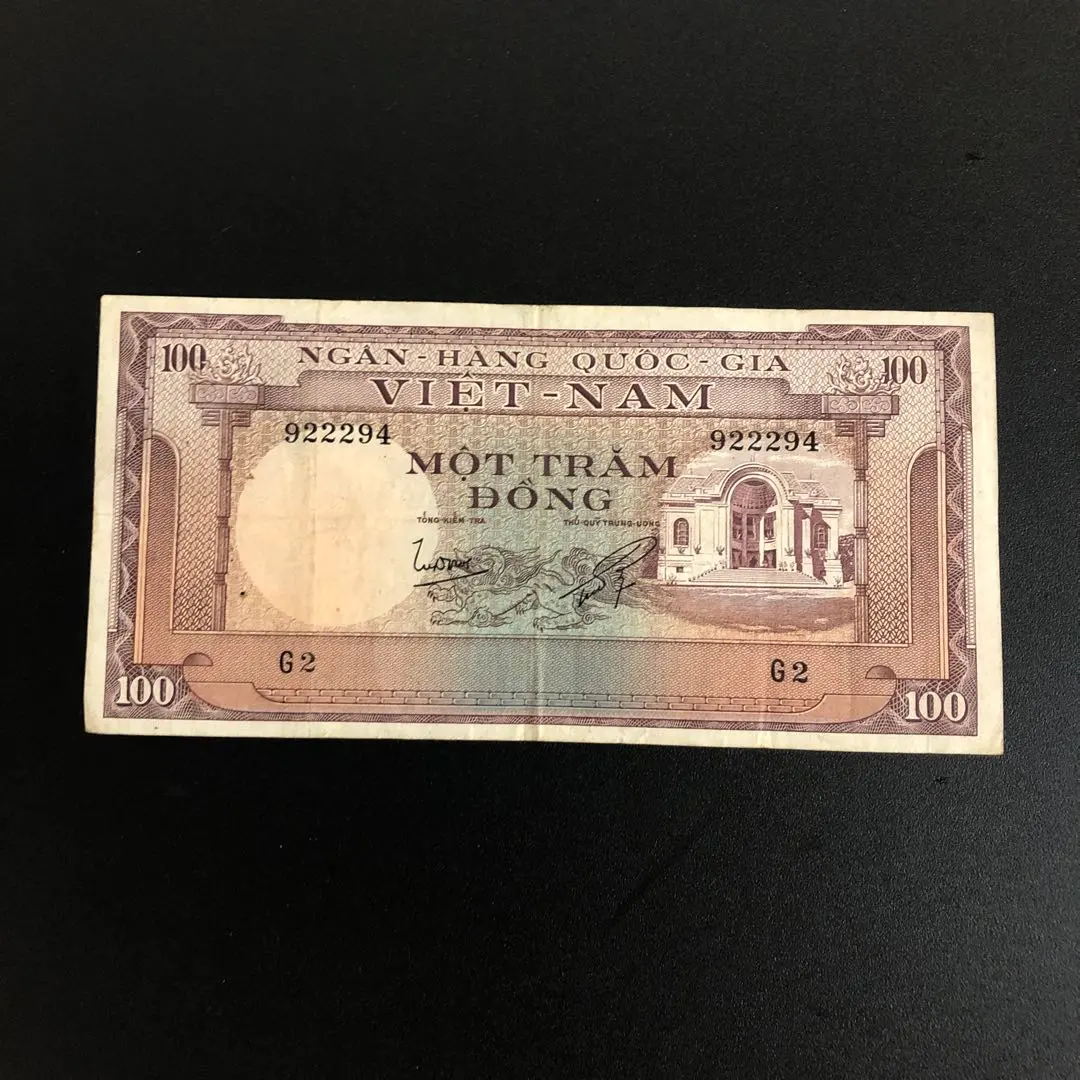 100 NGÂN-HÀNG QUỐC-GIA 100
VIỆT-NAM
922294 922294
MỘT TRĂM
ĐỒNG
TỔNG-KIỂM TRA THỦ-QUỸ TRUNG-ƯƠNG
G2 G2
100 100